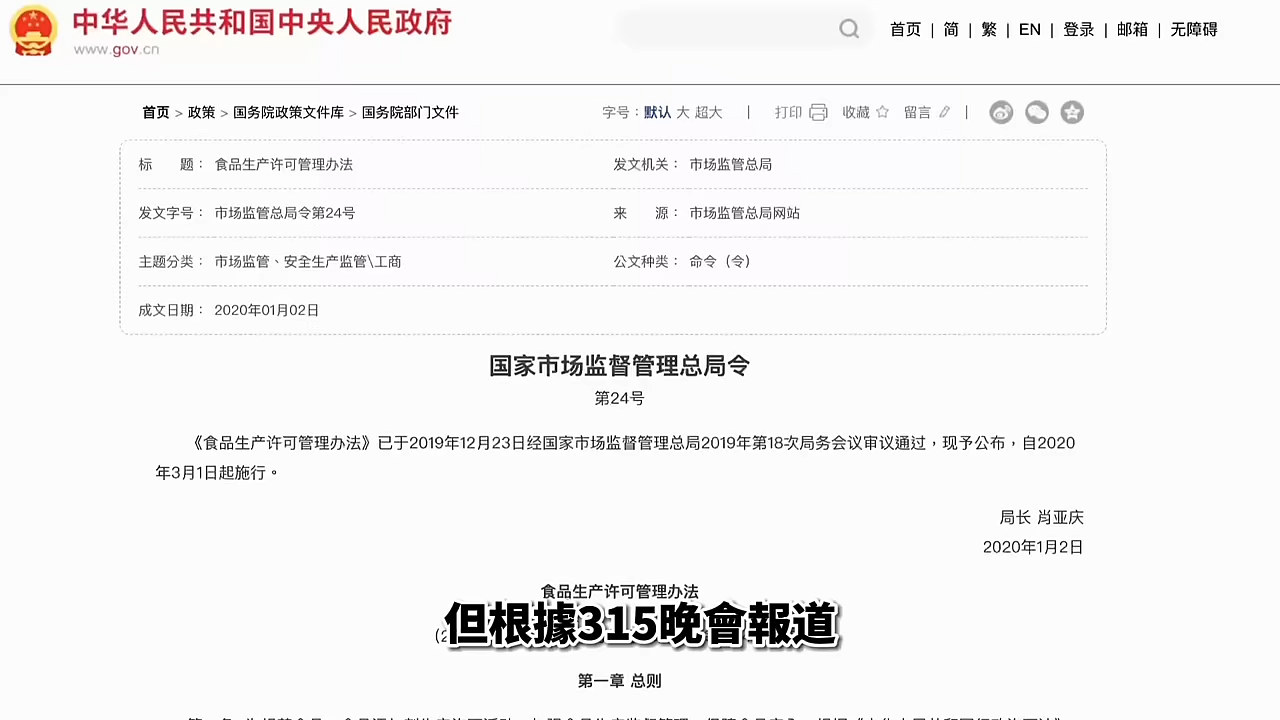 中华人民共和国中央人民政府
www.gov.cn
首页 | 简 | 繁 | EN | 登录 | 邮箱 | 无障碍
首页 > 政策 > 国务院政策文件库 > 国务院部门文件
字号：默认 大 超大 | 打印 收藏 留言 |
标 题： 食品生产许可管理办法 发文机关： 市场监管总局
发文字号： 市场监管总局令第24号 来 源： 市场监管总局网站
主题分类： 市场监管、安全生产监管\工商 公文种类： 命令（令）
成文日期： 2020年01月02日
国家市场监督管理总局令
第24号
《食品生产许可管理办法》已于2019年12月23日经国家市场监督管理总局2019年第18次局务会议审议通过，现予公布，自2020
年3月1日起施行。
局长 肖亚庆
2020年1月2日
食品生产许可管理办法
但根據315晚會報道
第一章 总则